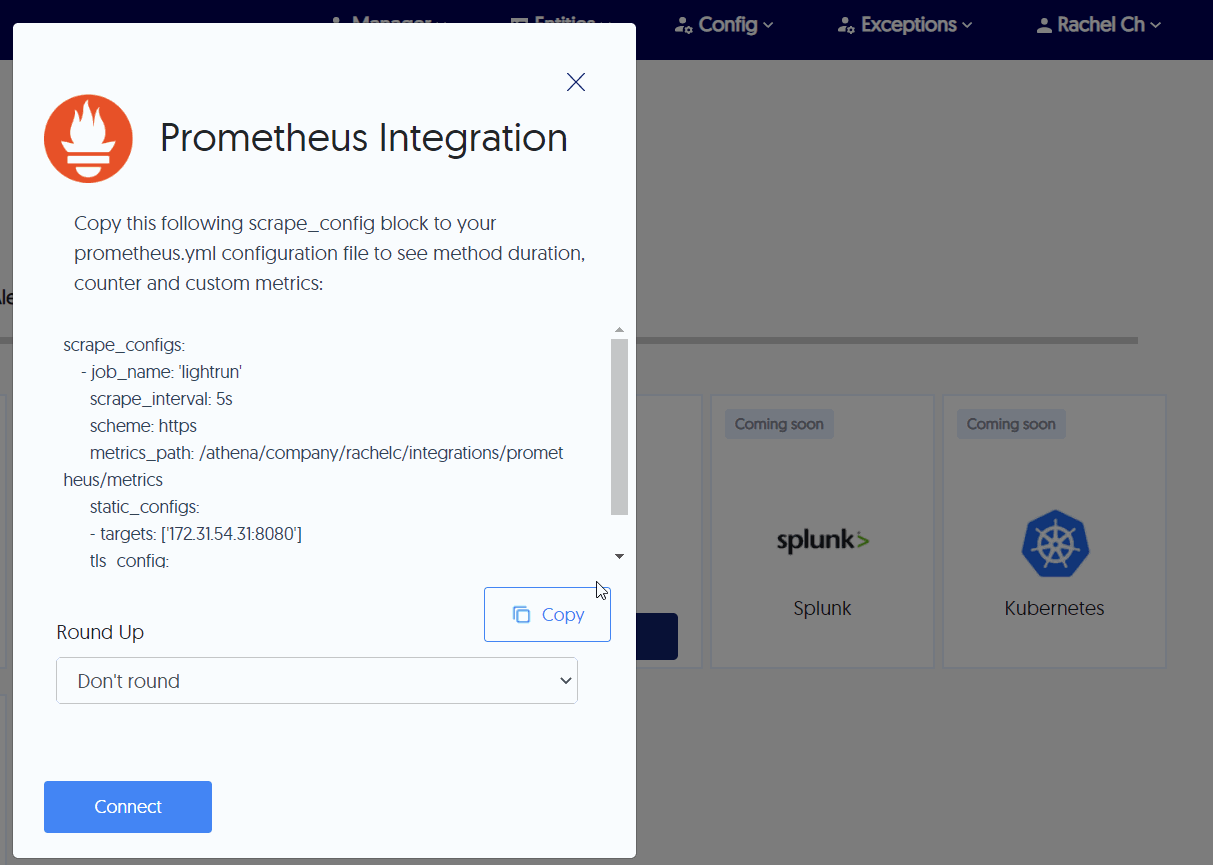 Manager
Entities
Config
Exceptions
Rachel Ch
Prometheus Integration
Copy this following scrape_config block to your
prometheus.yml configuration file to see method duration,
counter and custom metrics:
scrape_configs:
- job_name: 'lightrun'
scrape_interval: 5s
scheme: https
metrics_path: /athena/company/rachelc/integrations/promet
heus/metrics
static_configs:
- targets: ['172.31.54.31:8080']
tls_config:
Copy
Round Up
Don't round
Connect
Coming soon
splunk>
Splunk
Coming soon
Kubernetes